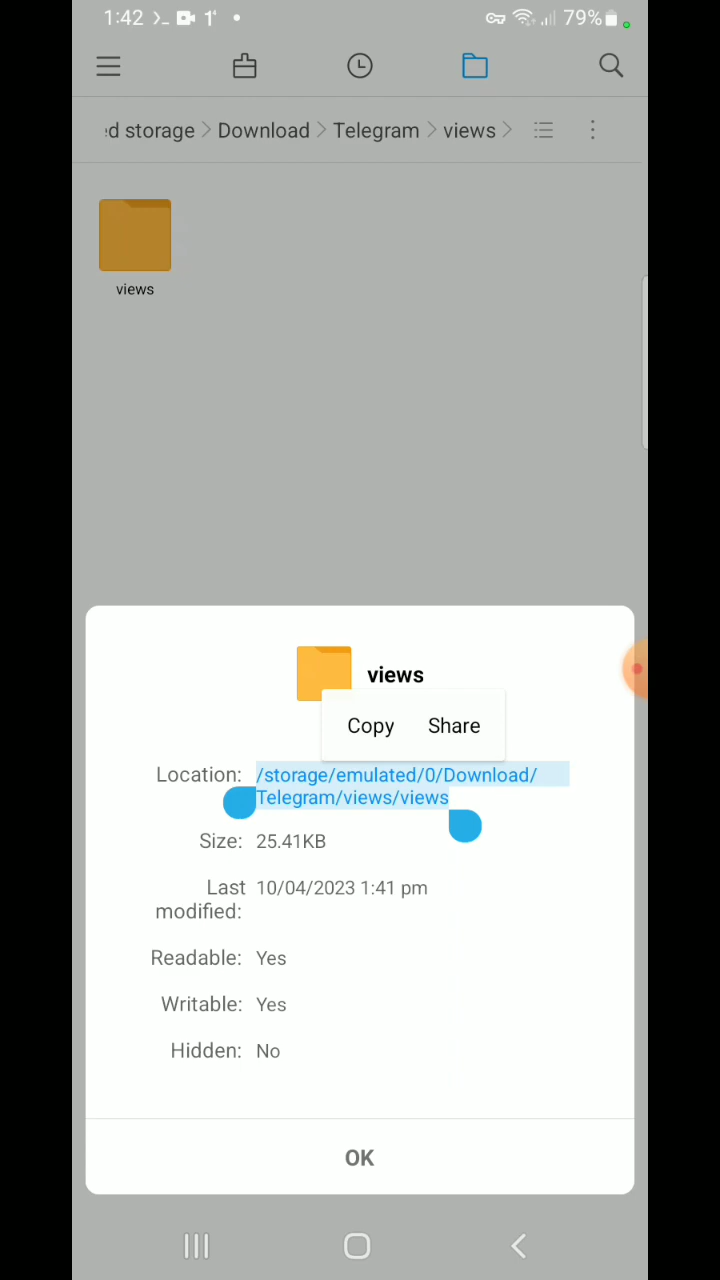 1:42
79%
d storage > Download > Telegram > views >
views
views
Copy Share
Location: /storage/emulated/0/Download/
Telegram/views/views
Size: 25.41KB
Last 10/04/2023 1:41 pm
modified:
Readable: Yes
Writable: Yes
Hidden: No
OK